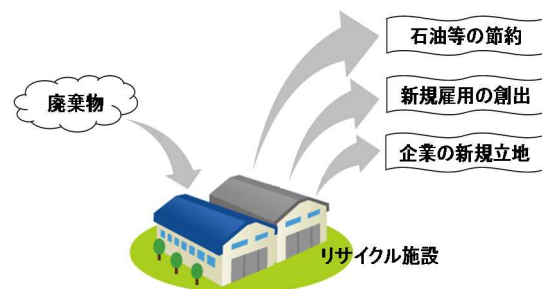 石油等の節約
廃棄物
新規雇用の創出
企業の新規立地
リサイクル施設